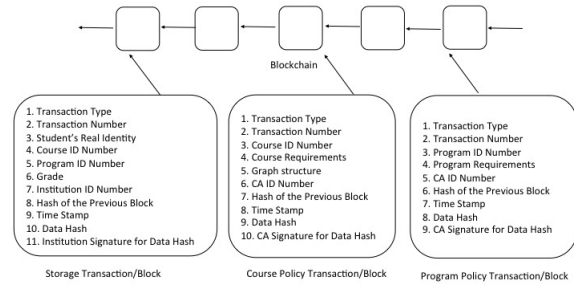 Blockchain
1. Transaction Type
2. Transaction Number
3. Student's Real Identity
4. Course ID Number
5. Program ID Number
6. Grade
7. Institution ID Number
8. Hash of the Previous Block
9. Time Stamp
10. Data Hash
11. Institution Signature for Data Hash
Storage Transaction/Block
1. Transaction Type
2. Transaction Number
3. Course ID Number
4. Course Requirements
5. Graph structure
6. CA ID Number
7. Hash of the Previous Block
8. Time Stamp
9. Data Hash
10. CA Signature for Data Hash
Course Policy Transaction/Block
1. Transaction Type
2. Transaction Number
3. Program ID Number
4. Program Requirements
5. CA ID Number
6. Hash of the Previous Block
7. Time Stamp
8. Data Hash
9. CA Signature for Data Hash
Program Policy Transaction/Block